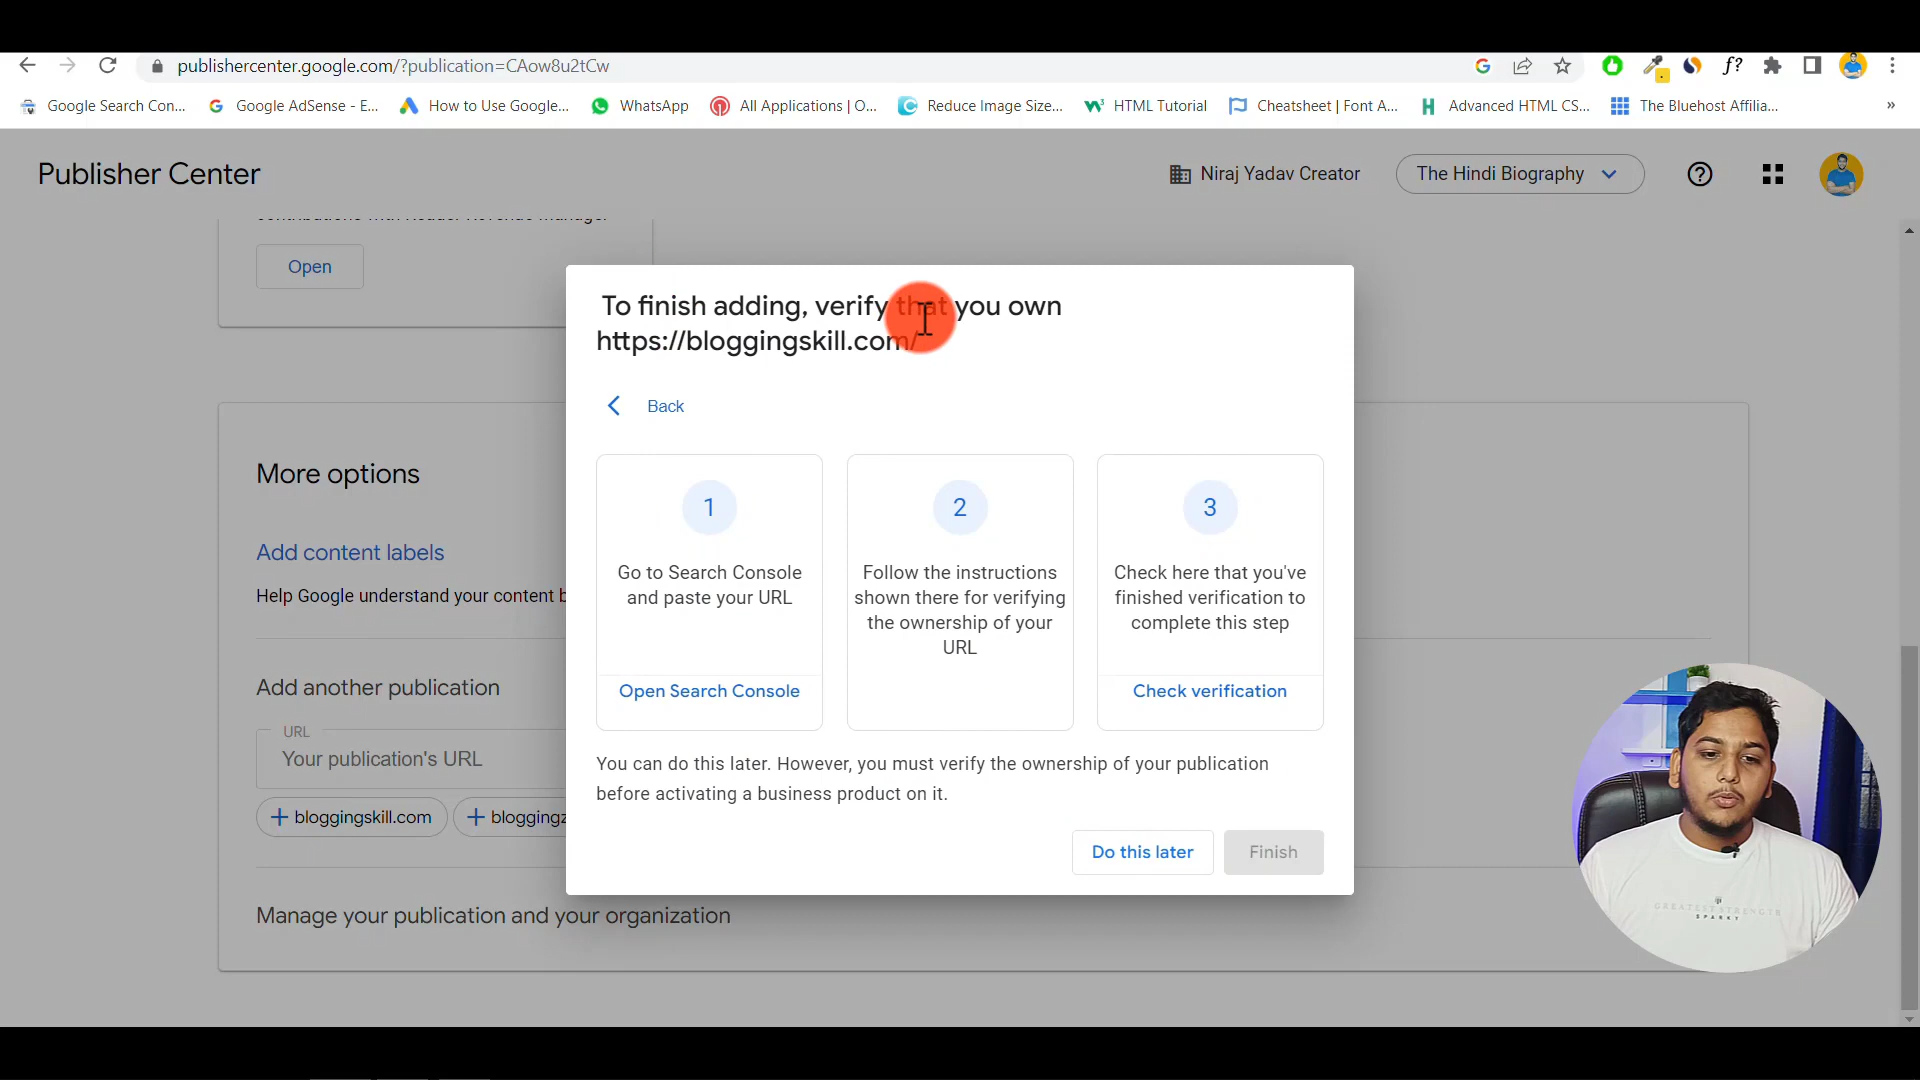 publishercenter.google.com/?publication=CAow8u2tCw
Google Search Con...
Google AdSense - E...
How to Use Google...
WhatsApp
All Applications | O...
Reduce Image Size...
HTML Tutorial
Cheatsheet | Font A...
Advanced HTML CS...
The Bluehost Affilia...
»
Publisher Center
Niraj Yadav Creator
The Hindi Biography
Open
To finish adding, verify that you own
https://bloggingskill.com/
Back
1
Go to Search Console
and paste your URL
Open Search Console
2
Follow the instructions
shown there for verifying
the ownership of your
URL
3
Check here that you've
finished verification to
complete this step
Check verification
You can do this later. However, you must verify the ownership of your publication
before activating a business product on it.
Do this later
Finish
More options
Add content labels
Help Google understand your content b
Add another publication
URL
Your publication's URL
+ bloggingskill.com
+ bloggingz
Manage your publication and your organization
GREATEST STRENGTH
SPARKY